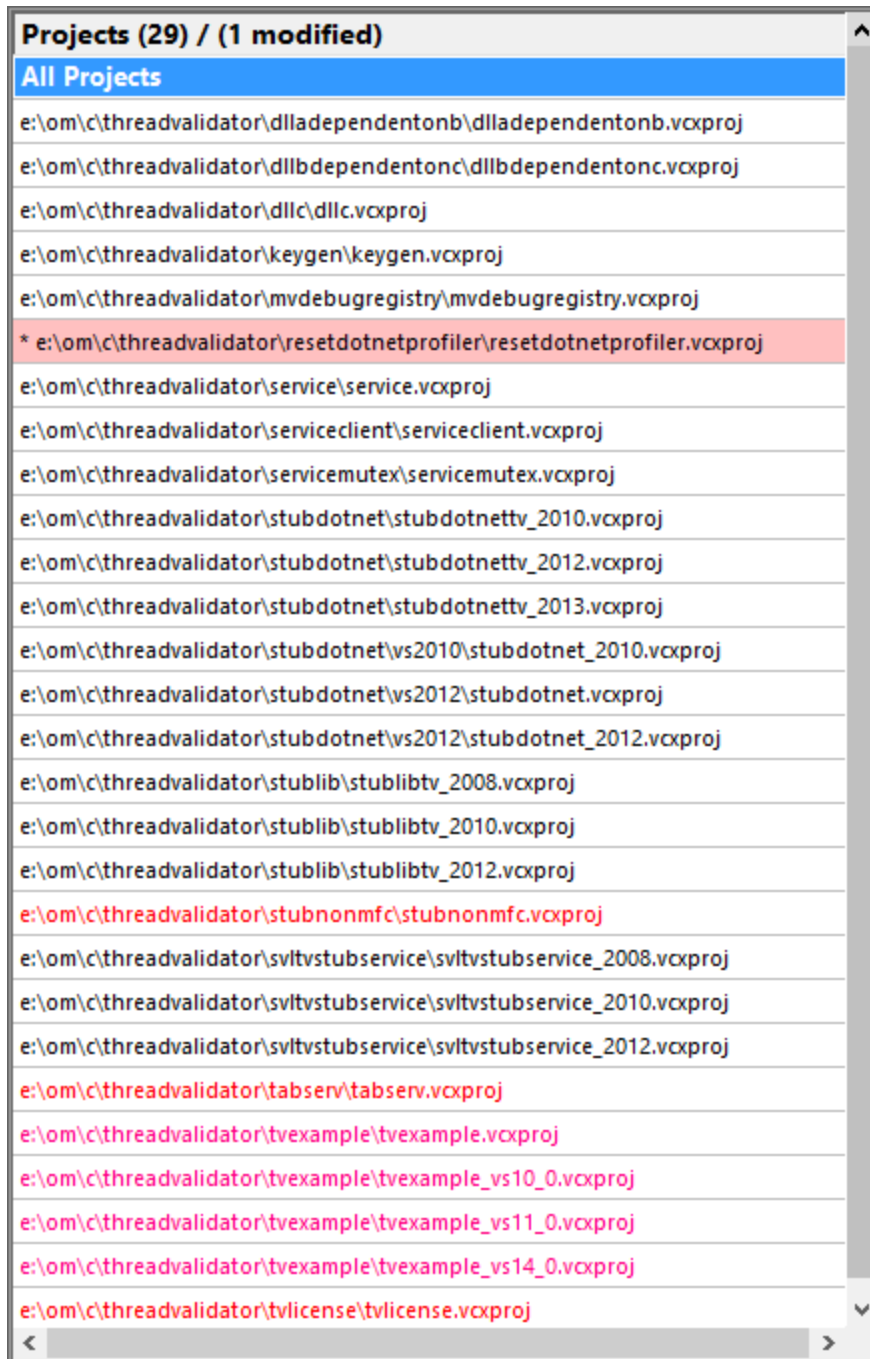 Projects (29) / (1 modified)
All Projects
e:\om\c\threadvalidator\dlladependentonb\dlladependentonb.vcxproj
e:\om\c\threadvalidator\dllbdependentonc\dllbdependentonc.vcxproj
e:\om\c\threadvalidator\dllc\dllc.vcxproj
e:\om\c\threadvalidator\keygen\keygen.vcxproj
e:\om\c\threadvalidator\mvdebugregistry\mvdebugregistry.vcxproj
* e:\om\c\threadvalidator\resetdotnetprofiler\resetdotnetprofiler.vcxproj
e:\om\c\threadvalidator\service\service.vcxproj
e:\om\c\threadvalidator\serviceclient\serviceclient.vcxproj
e:\om\c\threadvalidator\servicemutex\servicemutex.vcxproj
e:\om\c\threadvalidator\stubdotnet\stubdotnettv_2010.vcxproj
e:\om\c\threadvalidator\stubdotnet\stubdotnettv_2012.vcxproj
e:\om\c\threadvalidator\stubdotnet\stubdotnettv_2013.vcxproj
e:\om\c\threadvalidator\stubdotnet\vs2010\stubdotnet_2010.vcxproj
e:\om\c\threadvalidator\stubdotnet\vs2012\stubdotnet.vcxproj
e:\om\c\threadvalidator\stubdotnet\vs2012\stubdotnet_2012.vcxproj
e:\om\c\threadvalidator\stublib\stublibtv_2008.vcxproj
e:\om\c\threadvalidator\stublib\stublibtv_2010.vcxproj
e:\om\c\threadvalidator\stublib\stublibtv_2012.vcxproj
e:\om\c\threadvalidator\stubnonmfc\stubnonmfc.vcxproj
e:\om\c\threadvalidator\svltvstubservice\svltvstubservice_2008.vcxproj
e:\om\c\threadvalidator\svltvstubservice\svltvstubservice_2010.vcxproj
e:\om\c\threadvalidator\svltvstubservice\svltvstubservice_2012.vcxproj
e:\om\c\threadvalidator\tabserv\tabserv.vcxproj
e:\om\c\threadvalidator\tvexample\tvexample.vcxproj
e:\om\c\threadvalidator\tvexample\tvexample_vs10_0.vcxproj
e:\om\c\threadvalidator\tvexample\tvexample_vs11_0.vcxproj
e:\om\c\threadvalidator\tvexample\tvexample_vs14_0.vcxproj
e:\om\c\threadvalidator\tvlicense\tvlicense.vcxproj